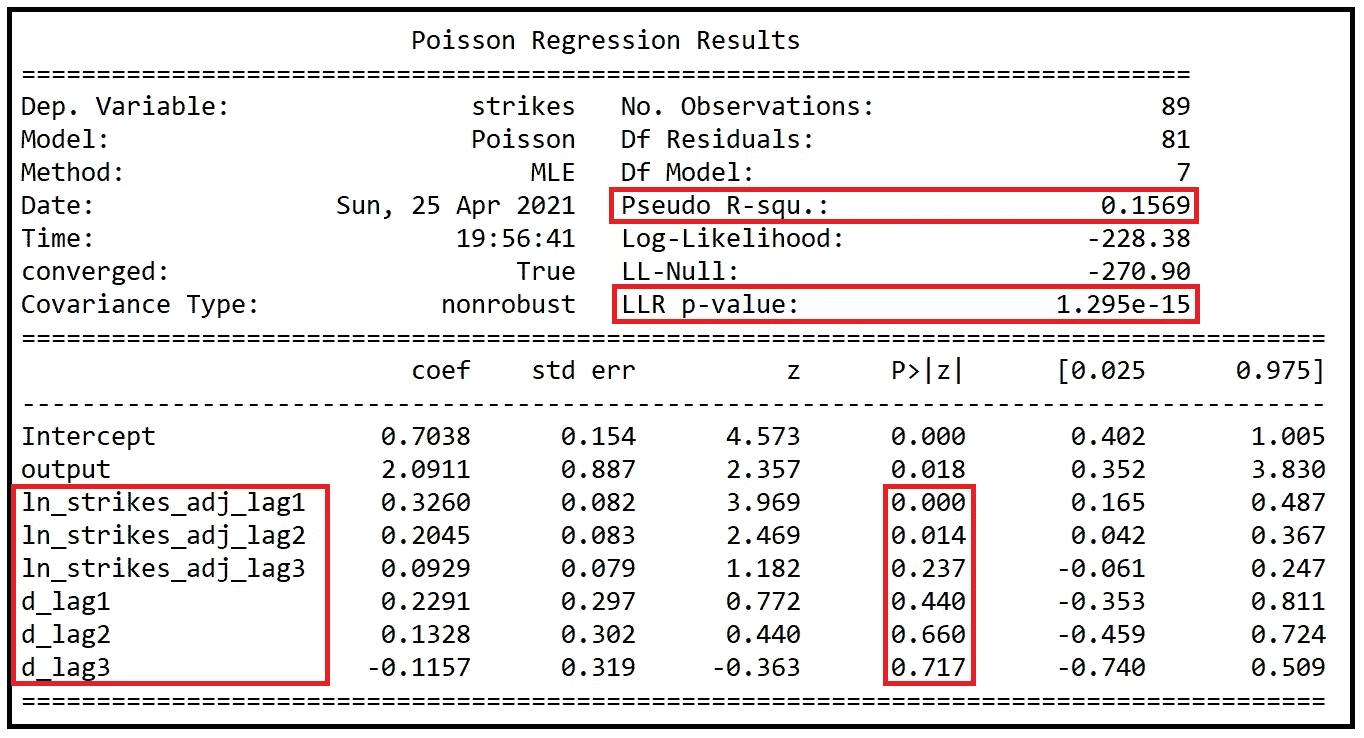 Poisson Regression Results
==============================================================================
Dep. Variable: strikes No. Observations: 89
Model: Poisson Df Residuals: 81
Method: MLE Df Model: 7
Date: Sun, 25 Apr 2021 Pseudo R-squ.: 0.1569
Time: 19:56:41 Log-Likelihood: -228.38
converged: True LL-Null: -270.90
Covariance Type: nonrobust LLR p-value: 1.295e-15
=======================================================================================
coef std err z P>|z| [0.025 0.975]
---------------------------------------------------------------------------------------
Intercept 0.7038 0.154 4.573 0.000 0.402 1.005
output 2.0911 0.887 2.357 0.018 0.352 3.830
ln_strikes_adj_lag1 0.3260 0.082 3.969 0.000 0.165 0.487
ln_strikes_adj_lag2 0.2045 0.083 2.469 0.014 0.042 0.367
ln_strikes_adj_lag3 0.0929 0.079 1.182 0.237 -0.061 0.247
d_lag1 0.2291 0.297 0.772 0.440 -0.353 0.811
d_lag2 0.1328 0.302 0.440 0.660 -0.459 0.724
d_lag3 -0.1157 0.319 -0.363 0.717 -0.740 0.509
=======================================================================================